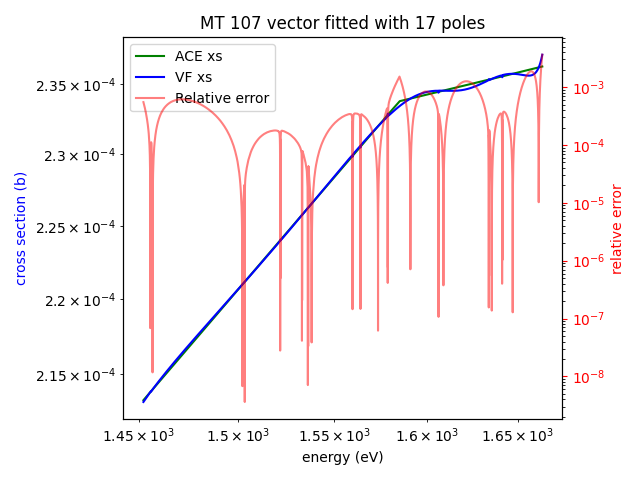 MT 107 vector fitted with 17 poles
ACE xs
VF xs
Relative error
cross section (b)
2.35 × 10⁻⁴
2.3 × 10⁻⁴
2.25 × 10⁻⁴
2.2 × 10⁻⁴
2.15 × 10⁻⁴
10⁻³
10⁻⁴
10⁻⁵
10⁻⁶
10⁻⁷
10⁻⁸
relative error
1.45 × 10³ 1.5 × 10³ 1.55 × 10³ 1.6 × 10³ 1.65 × 10³
energy (eV)